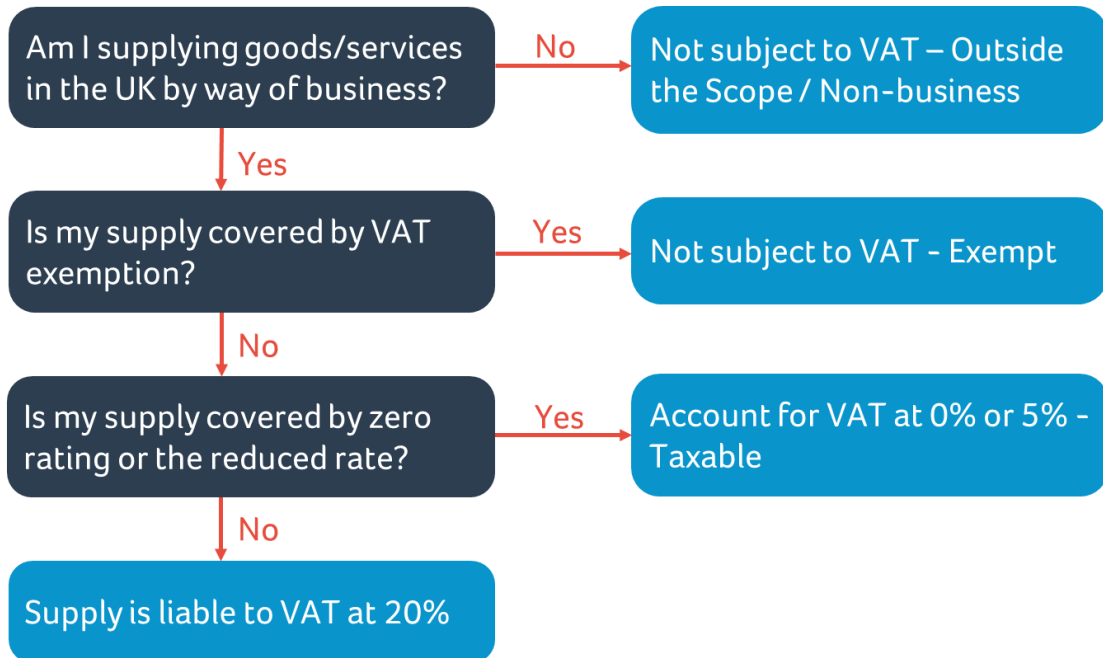 Am I supplying goods/services
in the UK by way of business?
No
Not subject to VAT – Outside
the Scope / Non-business
Yes
Is my supply covered by VAT
exemption?
Yes
Not subject to VAT - Exempt
No
Is my supply covered by zero
rating or the reduced rate?
Yes
Account for VAT at 0% or 5% -
Taxable
No
Supply is liable to VAT at 20%